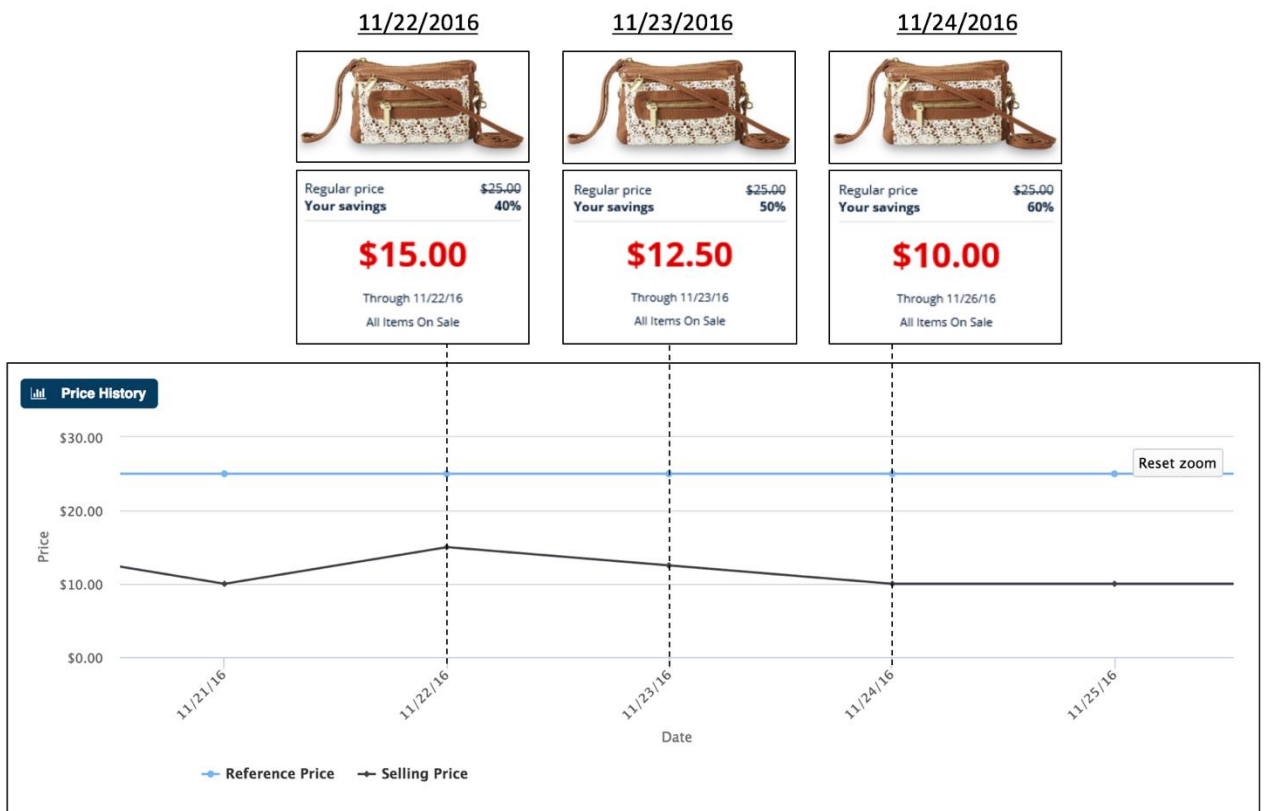 11/22/2016
11/23/2016
11/24/2016
Regular price $25.00
Your savings 40%
$15.00
Through 11/22/16
All Items On Sale
Regular price $25.00
Your savings 50%
$12.50
Through 11/23/16
All Items On Sale
Regular price $25.00
Your savings 60%
$10.00
Through 11/26/16
All Items On Sale
Price History
$30.00
Reset zoom
$20.00
Price
$10.00
$0.00
11/21/16
11/22/16
11/23/16
11/24/16
11/25/16
Date
Reference Price
Selling Price